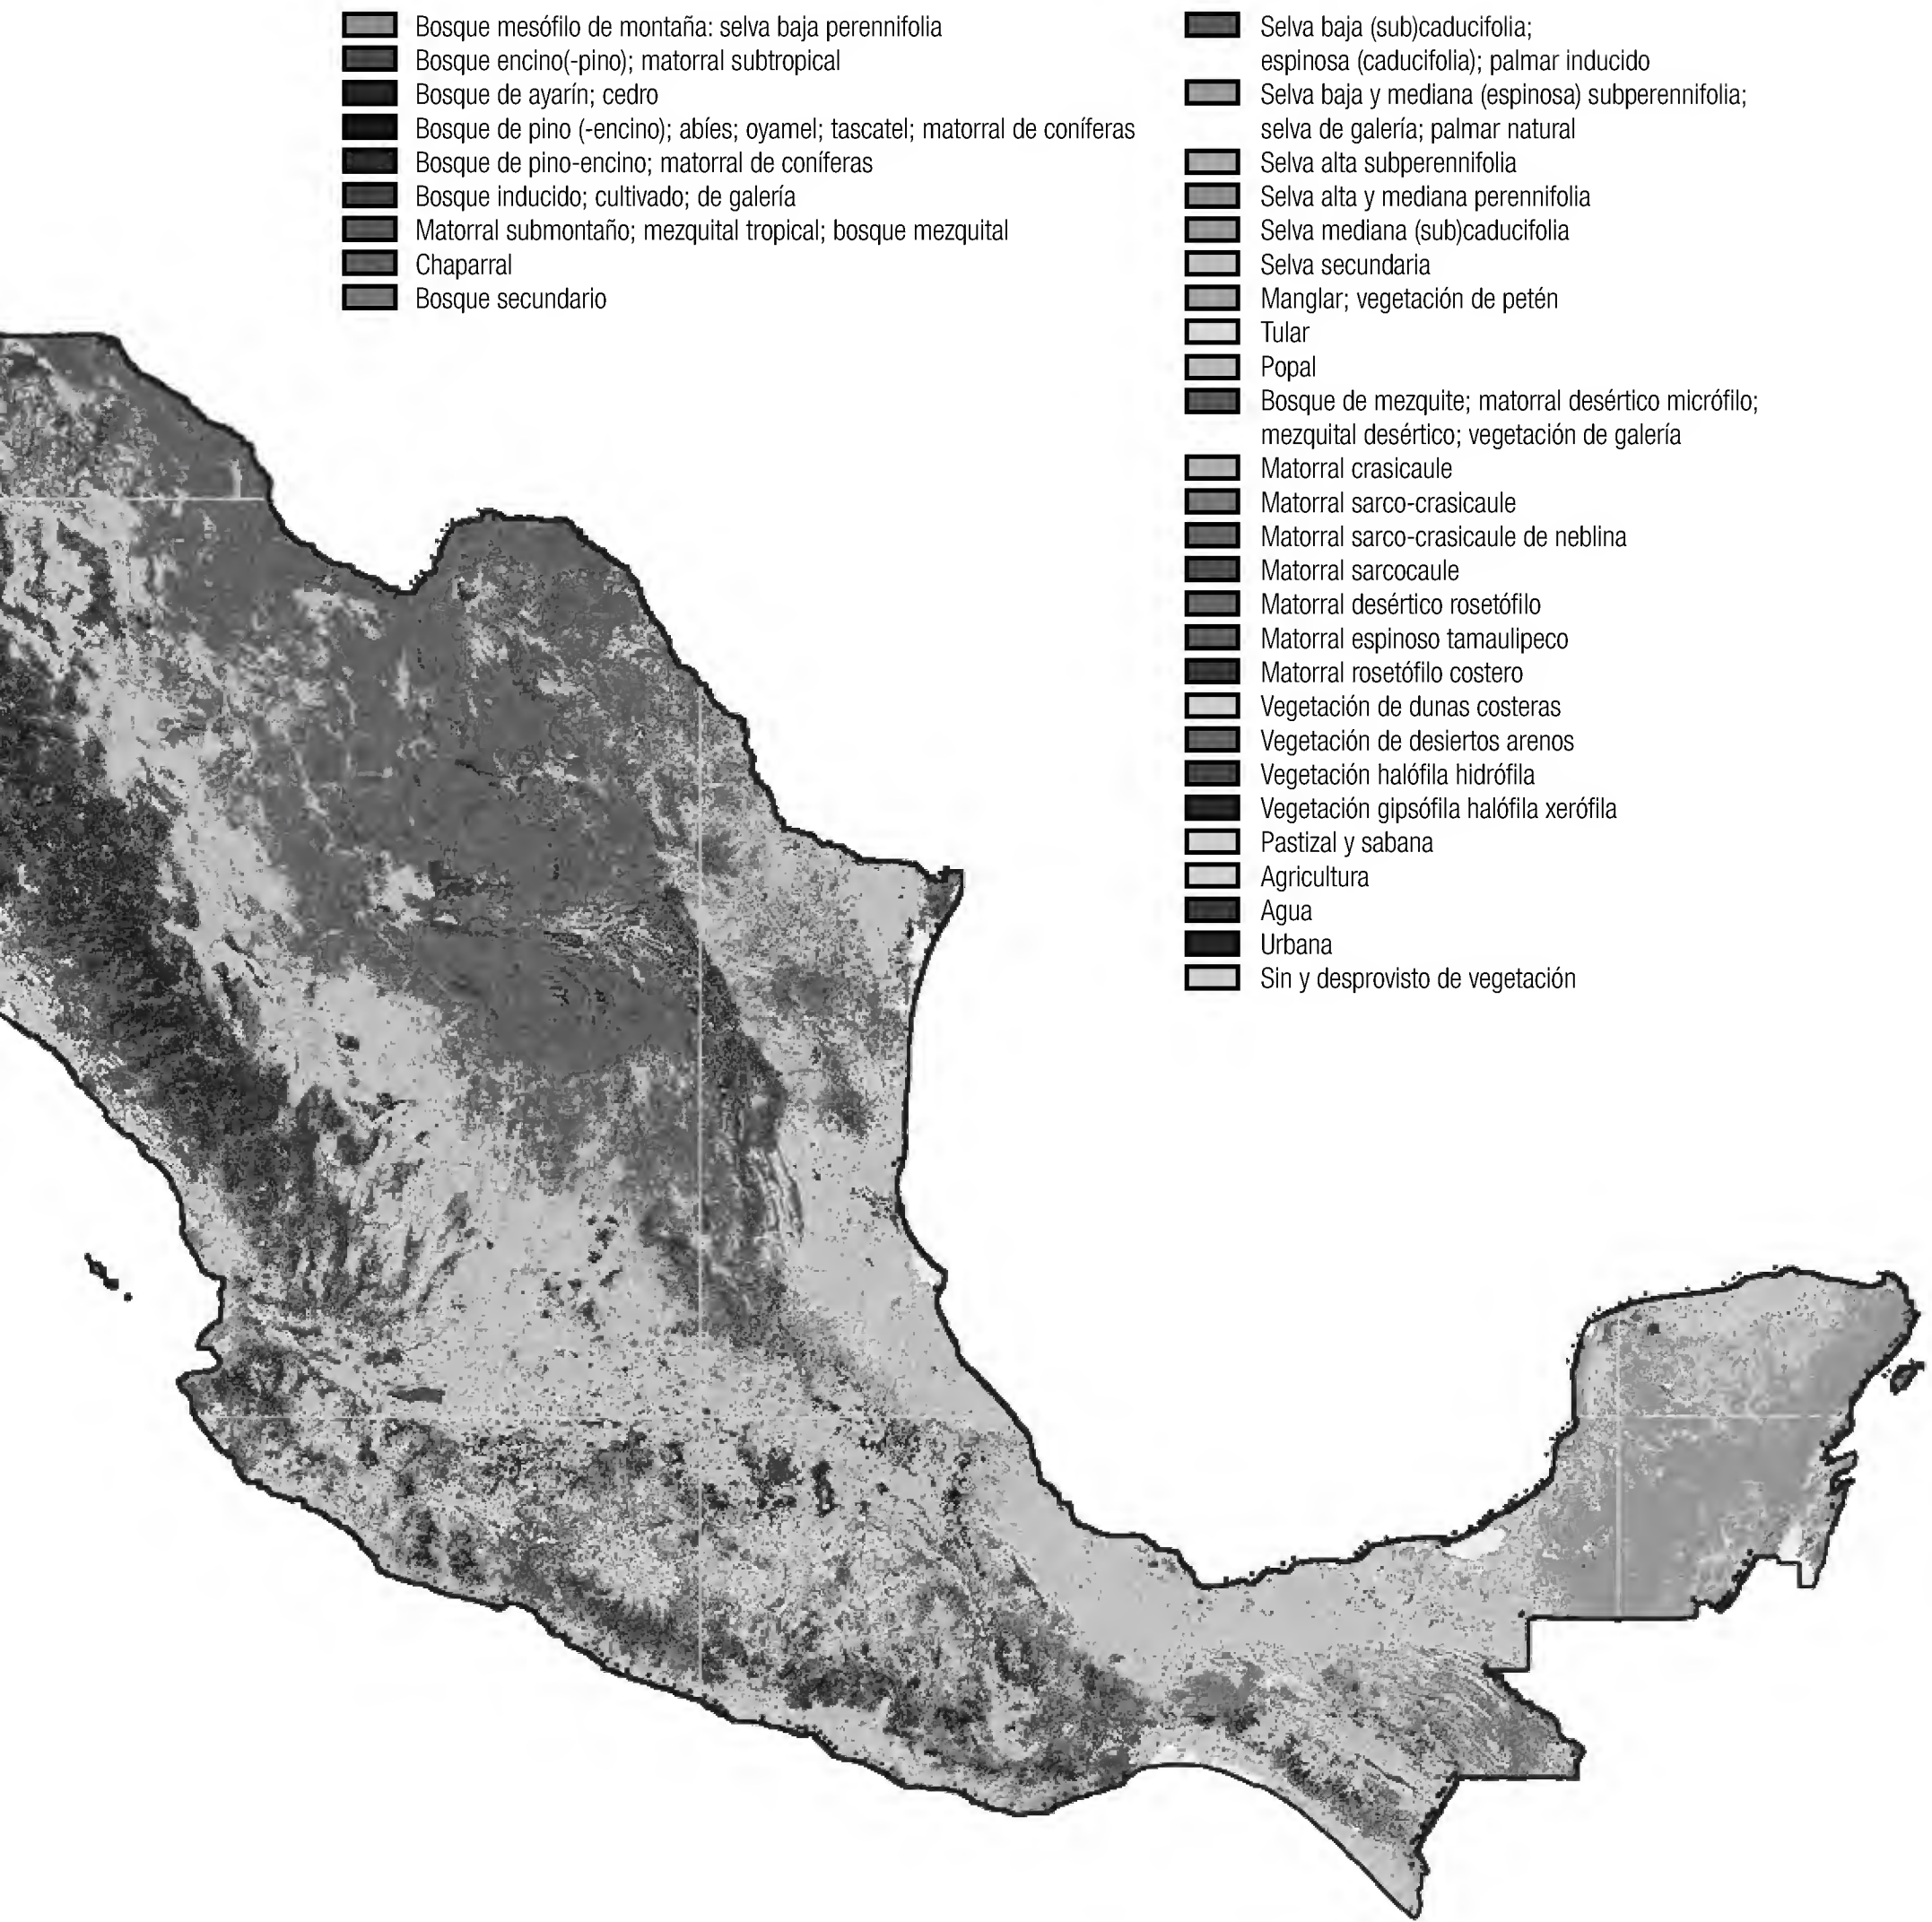 Bosque mesófilo de montaña: selva baja perennifolia
Bosque encino(-pino); matorral subtropical
Bosque de ayarín; cedro
Bosque de pino (-encino); abíes; oyamel; tascatel; matorral de coníferas
Bosque de pino-encino; matorral de coníferas
Bosque inducido; cultivado; de galería
Matorral submontaño; mezquital tropical; bosque mezquital
Chaparral
Bosque secundario
Selva baja (sub)caducifolia;
espinosa (caducifolia); palmar inducido
Selva baja y mediana (espinosa) subperennifolia;
selva de galería; palmar natural
Selva alta subperennifolia
Selva alta y mediana perennifolia
Selva mediana (sub)caducifolia
Selva secundaria
Manglar; vegetación de petén
Tular
Popal
Bosque de mezquite; matorral desértico micrófilo;
mezquital desértico; vegetación de galería
Matorral crasicaule
Matorral sarco-crasicaule
Matorral sarco-crasicaule de neblina
Matorral sarcocaule
Matorral desértico rosetófilo
Matorral espinoso tamaulipeco
Matorral rosetófilo costero
Vegetación de dunas costeras
Vegetación de desiertos arenos
Vegetación halófila hidrófila
Vegetación gipsófila halófila xerófila
Pastizal y sabana
Agricultura
Agua
Urbana
Sin y desprovisto de vegetación